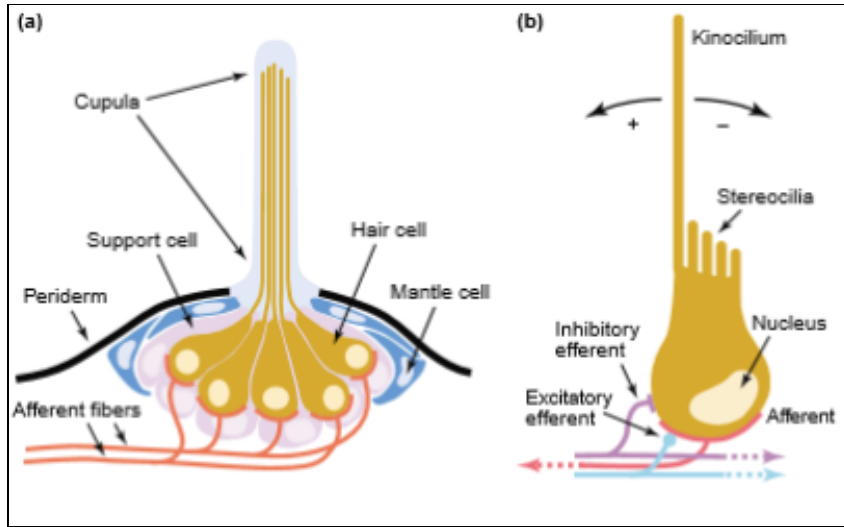 (a)
Cupula
Support cell
Hair cell
Periderm
Mantle cell
Afferent fibers
(b)
Kinocilium
+
–
Stereocilia
Nucleus
Inhibitory
efferent
Excitatory
efferent
Afferent